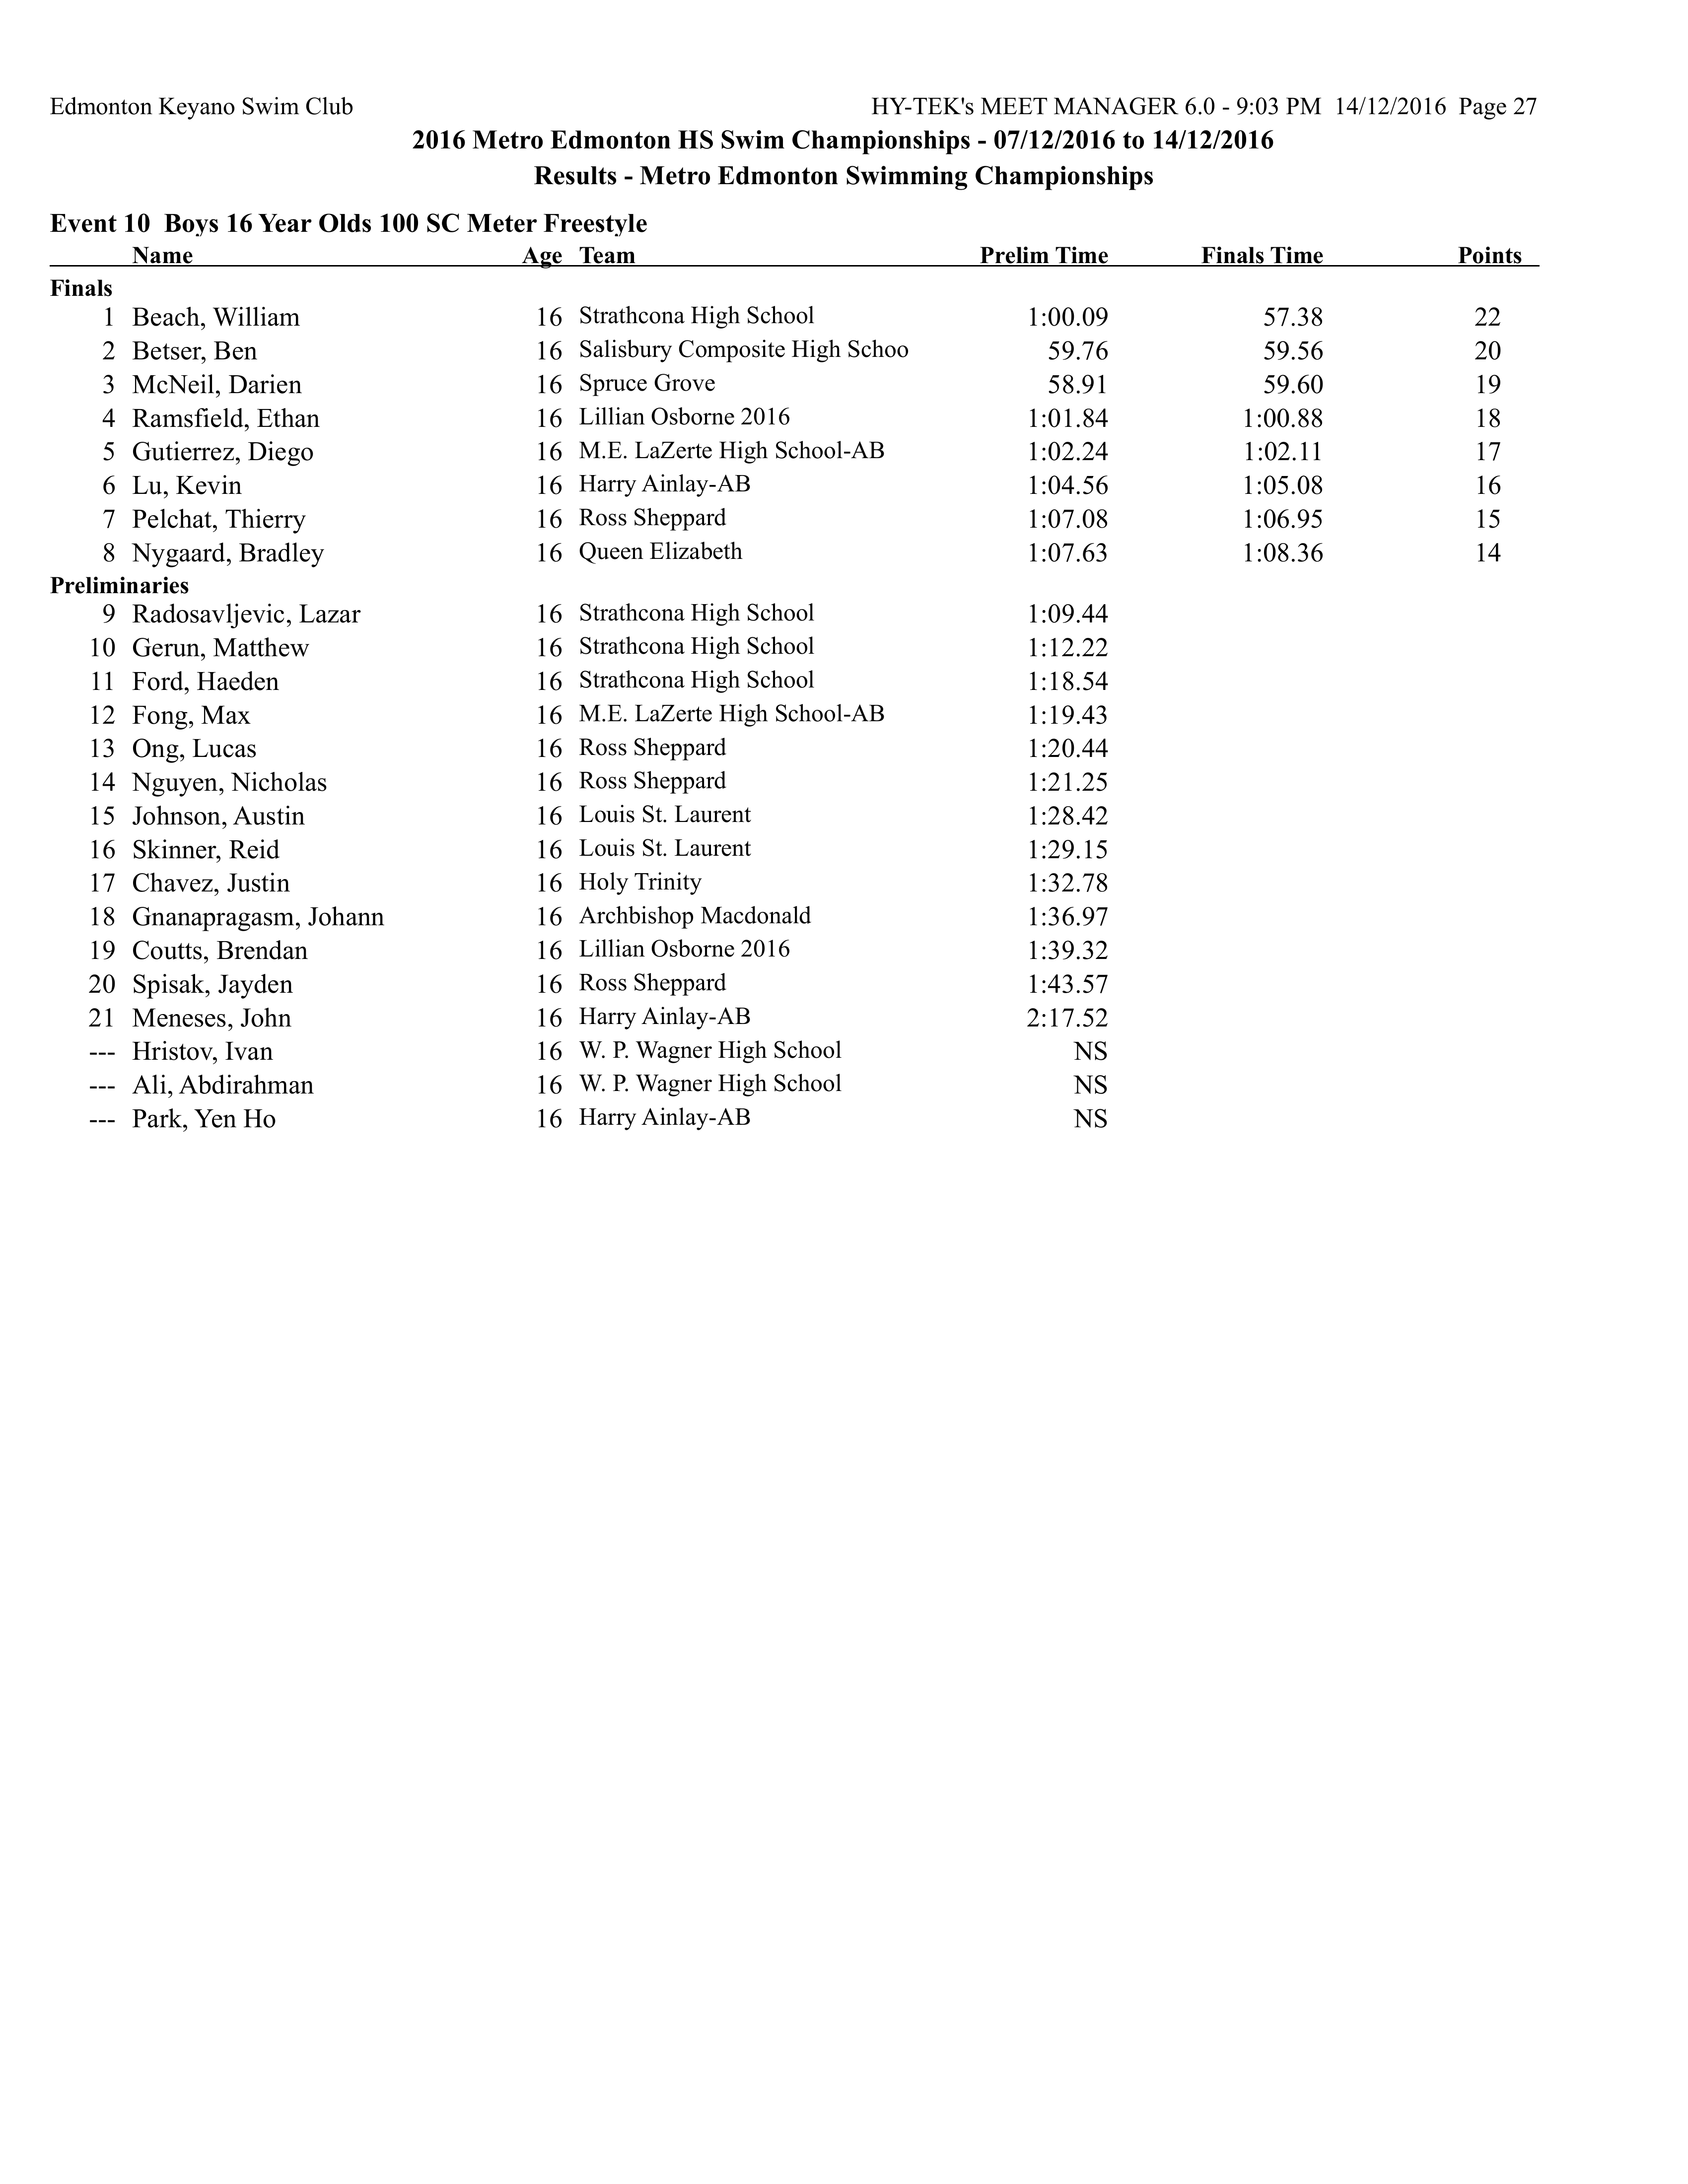 Edmonton Keyano Swim Club HY-TEK's MEET MANAGER 6.0 - 9:03 PM 14/12/2016 Page 27
2016 Metro Edmonton HS Swim Championships - 07/12/2016 to 14/12/2016
Results - Metro Edmonton Swimming Championships
Event 10 Boys 16 Year Olds 100 SC Meter Freestyle
Name Age Team Prelim Time Finals Time Points
Finals
1 Beach, William 16 Strathcona High School 1:00.09 57.38 22
2 Betser, Ben 16 Salisbury Composite High Schoo 59.76 59.56 20
3 McNeil, Darien 16 Spruce Grove 58.91 59.60 19
4 Ramsfield, Ethan 16 Lillian Osborne 2016 1:01.84 1:00.88 18
5 Gutierrez, Diego 16 M.E. LaZerte High School-AB 1:02.24 1:02.11 17
6 Lu, Kevin 16 Harry Ainlay-AB 1:04.56 1:05.08 16
7 Pelchat, Thierry 16 Ross Sheppard 1:07.08 1:06.95 15
8 Nygaard, Bradley 16 Queen Elizabeth 1:07.63 1:08.36 14
Preliminaries
9 Radosavljevic, Lazar 16 Strathcona High School 1:09.44
10 Gerun, Matthew 16 Strathcona High School 1:12.22
11 Ford, Haeden 16 Strathcona High School 1:18.54
12 Fong, Max 16 M.E. LaZerte High School-AB 1:19.43
13 Ong, Lucas 16 Ross Sheppard 1:20.44
14 Nguyen, Nicholas 16 Ross Sheppard 1:21.25
15 Johnson, Austin 16 Louis St. Laurent 1:28.42
16 Skinner, Reid 16 Louis St. Laurent 1:29.15
17 Chavez, Justin 16 Holy Trinity 1:32.78
18 Gnanapragasm, Johann 16 Archbishop Macdonald 1:36.97
19 Coutts, Brendan 16 Lillian Osborne 2016 1:39.32
20 Spisak, Jayden 16 Ross Sheppard 1:43.57
21 Meneses, John 16 Harry Ainlay-AB 2:17.52
--- Hristov, Ivan 16 W. P. Wagner High School NS
--- Ali, Abdirahman 16 W. P. Wagner High School NS
--- Park, Yen Ho 16 Harry Ainlay-AB NS